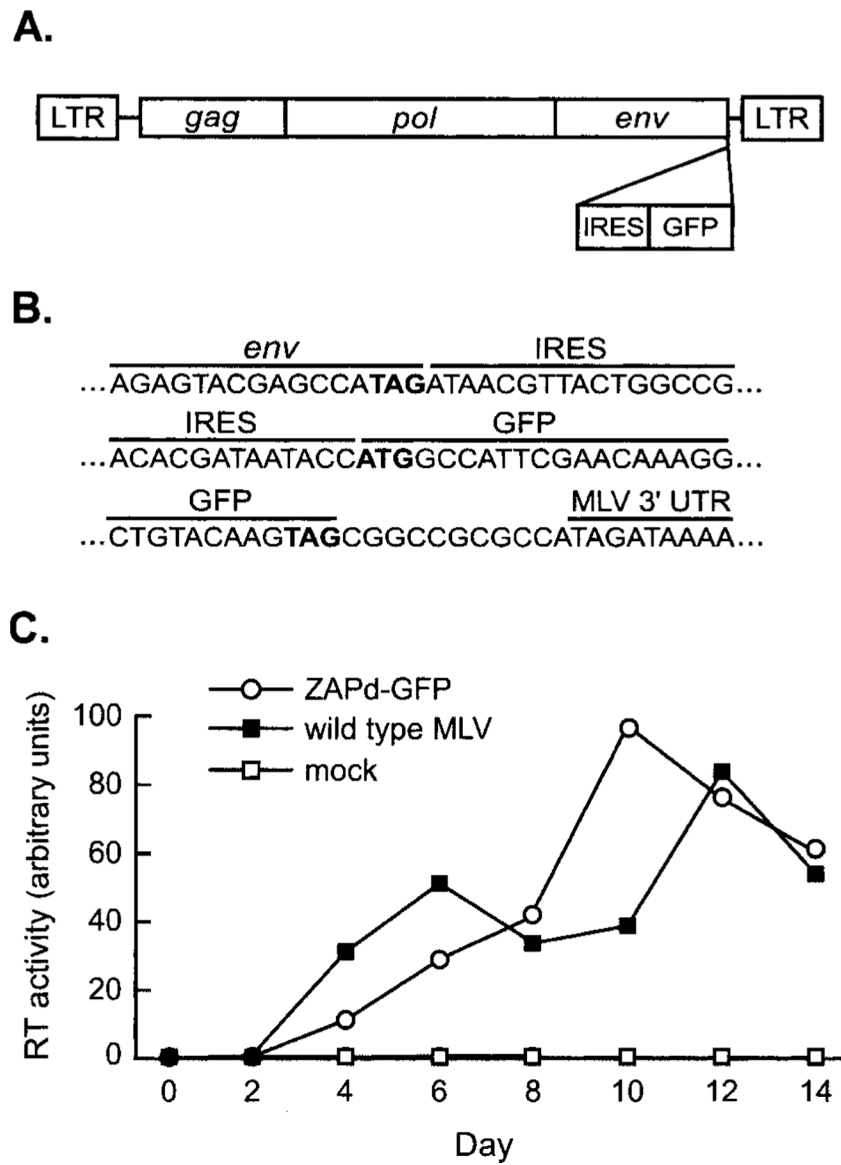 A.
LTR gag pol env LTR
IRES GFP
B.
env IRES
...AGAGTACGAGCCATAGATAACGTTACTGGCCG...
IRES GFP
...ACACGATAATACCATGGCCATTCGAACAAAGG...
GFP MLV 3' UTR
...CTGTACAAGTAGCGGCCGCGCCATAGATAAAA...
C.
ZAPd-GFP
wild type MLV
mock
RT activity (arbitrary units)
100
80
60
40
20
0
0 2 4 6 8 10 12 14
Day